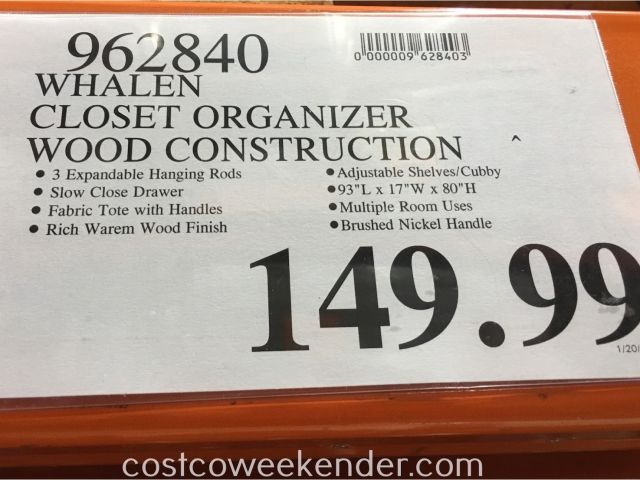 962840
0 000009 628403
WHALEN
CLOSET ORGANIZER
WOOD CONSTRUCTION ^
• 3 Expandable Hanging Rods
• Slow Close Drawer
• Fabric Tote with Handles
• Rich Warem Wood Finish
• Adjustable Shelves/Cubby
• 93"L x 17"W x 80"H
• Multiple Room Uses
• Brushed Nickel Handle
149.99
costcoweekender.com